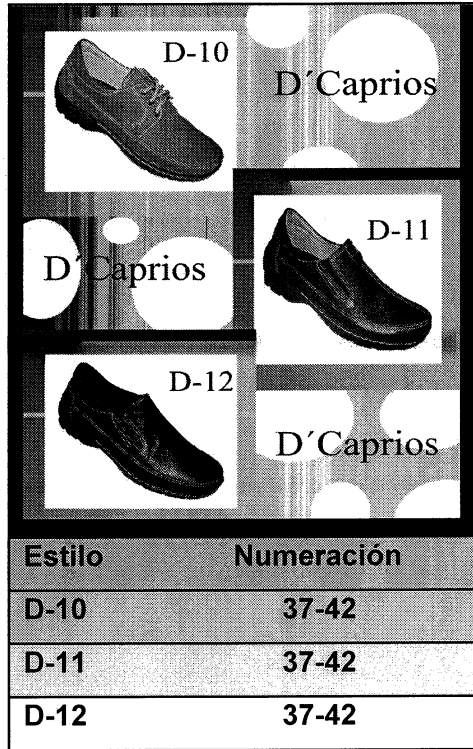 D-10
D´Caprios
D-11
D´Caprios
D-12
D´Caprios
Estilo Numeración
D-10 37-42
D-11 37-42
D-12 37-42